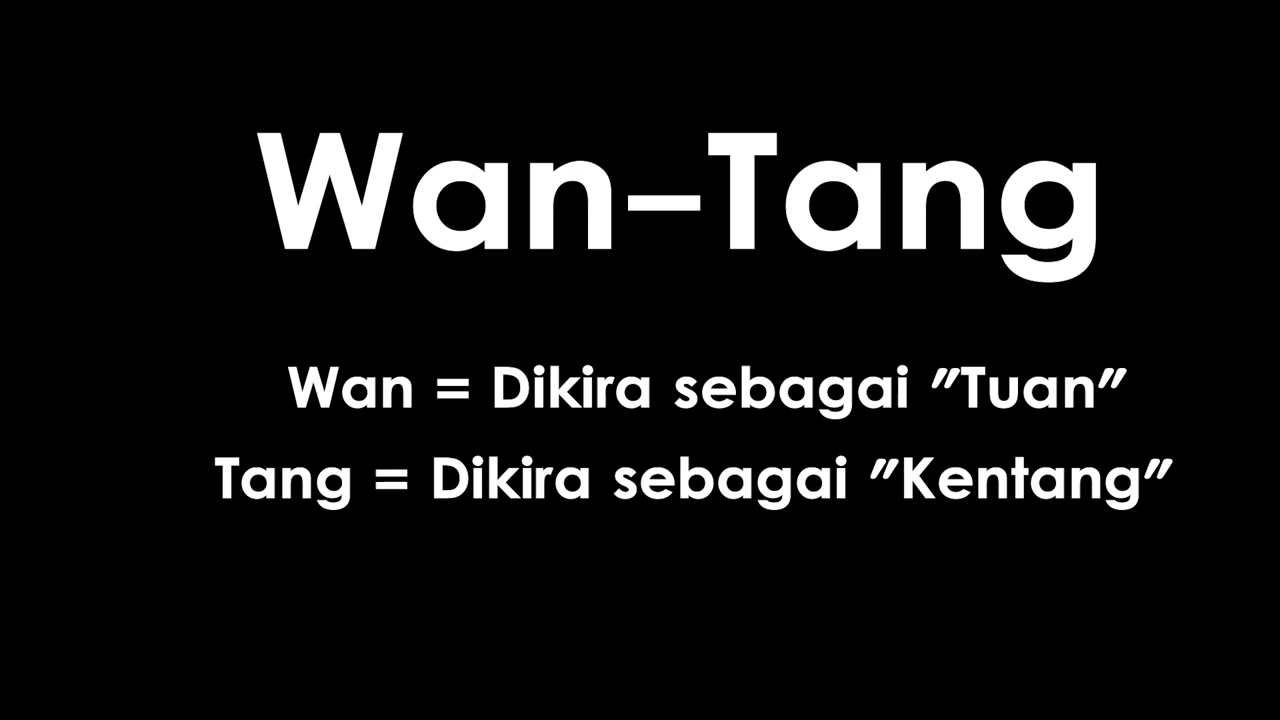 Wan–Tang
Wan = Dikira sebagai "Tuan"
Tang = Dikira sebagai "Kentang"